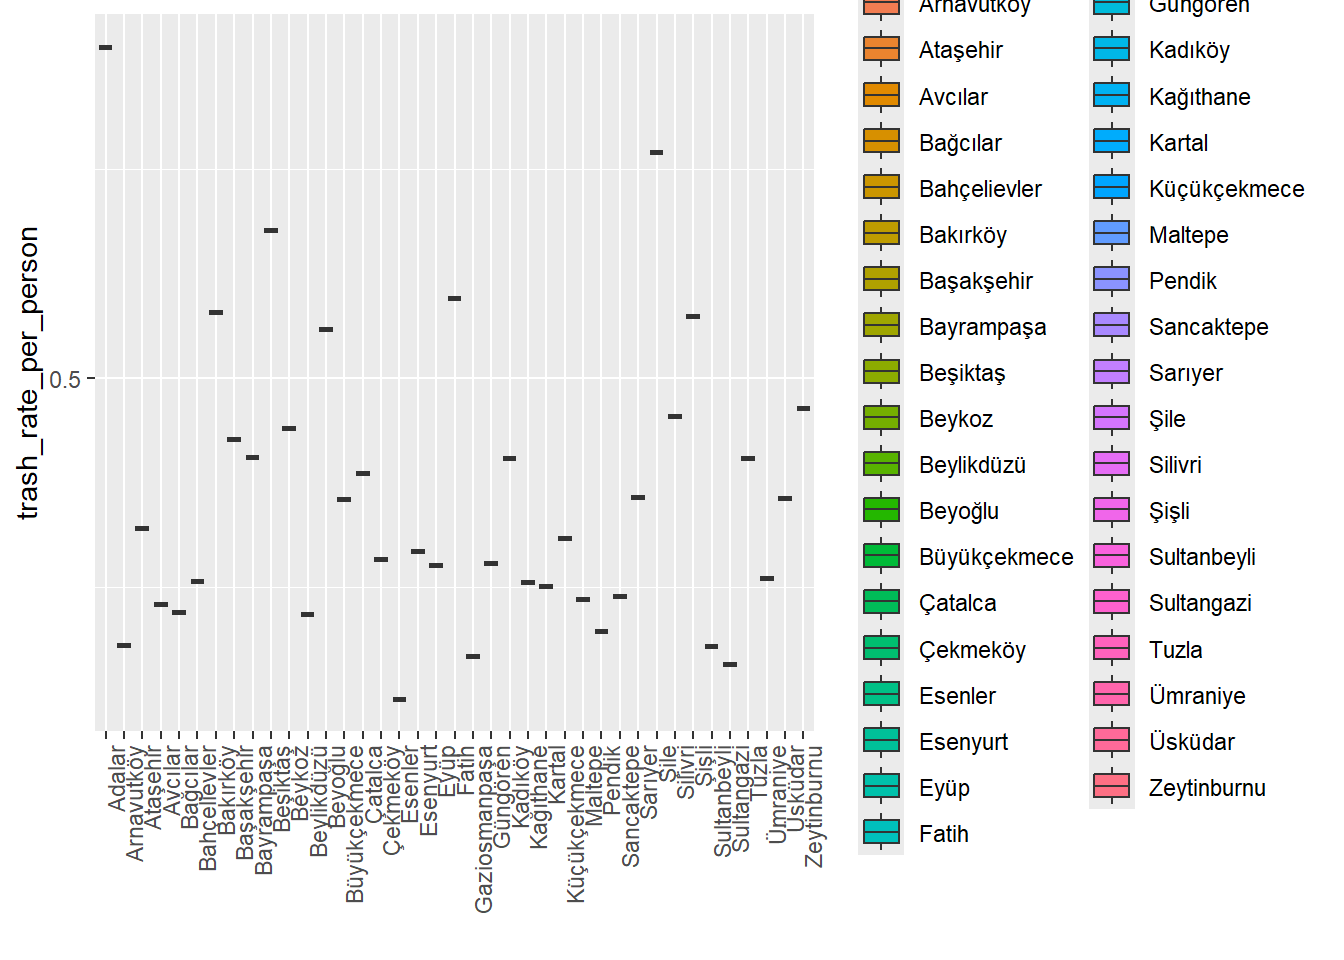 trash_rate_per_person
0.5
Adalar
Arnavutköy
Ataşehir
Avcılar
Bağcılar
Bahçelievler
Bakırköy
Başakşehir
Bayrampaşa
Beşiktaş
Beykoz
Beylikdüzü
Beyoğlu
Büyükçekmece
Çatalca
Çekmeköy
Esenler
Esenyurt
Eyüp
Fatih
Gaziosmanpaşa
Güngören
Kadıköy
Kağıthane
Kartal
Küçükçekmece
Maltepe
Pendik
Sancaktepe
Sarıyer
Şile
Silivri
Şişli
Sultanbeyli
Sultangazi
Tuzla
Ümraniye
Üsküdar
Zeytinburnu
Arnavutköy
Ataşehir
Avcılar
Bağcılar
Bahçelievler
Bakırköy
Başakşehir
Bayrampaşa
Beşiktaş
Beykoz
Beylikdüzü
Beyoğlu
Büyükçekmece
Çatalca
Çekmeköy
Esenler
Esenyurt
Eyüp
Fatih
Güngören
Kadıköy
Kağıthane
Kartal
Küçükçekmece
Maltepe
Pendik
Sancaktepe
Sarıyer
Şile
Silivri
Şişli
Sultanbeyli
Sultangazi
Tuzla
Ümraniye
Üsküdar
Zeytinburnu